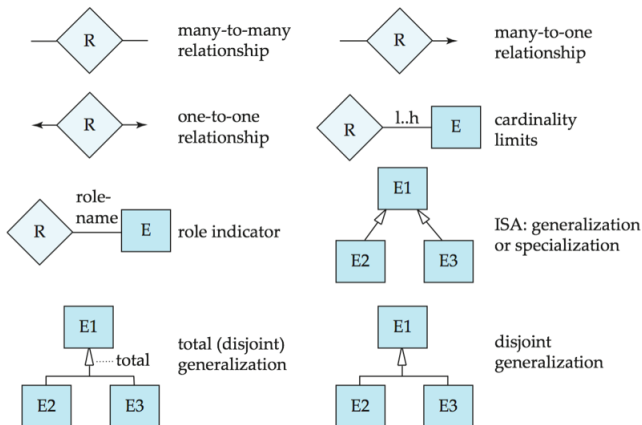 R
many-to-many
relationship
R
many-to-one
relationship
R
one-to-one
relationship
R
l..h
E
cardinality
limits
R
role-
name
E
role indicator
E1
E2
E3
ISA: generalization
or specialization
E1
total
E2
E3
total (disjoint)
generalization
E1
E2
E3
disjoint
generalization